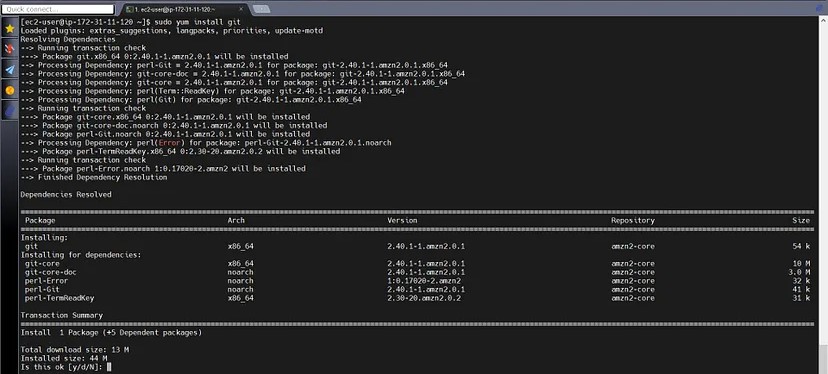 Quick connect...
1. ec2-user@ip-172-31-11-120:~
[ec2-user@ip-172-31-11-120 ~]$ sudo yum install git
Loaded plugins: extras_suggestions, langpacks, priorities, update-motd
Resolving Dependencies
--> Running transaction check
---> Package git.x86_64 0:2.40.1-1.amzn2.0.1 will be installed
--> Processing Dependency: perl-Git = 2.40.1-1.amzn2.0.1 for package: git-2.40.1-1.amzn2.0.1.x86_64
--> Processing Dependency: git-core-doc = 2.40.1-1.amzn2.0.1 for package: git-2.40.1-1.amzn2.0.1.x86_64
--> Processing Dependency: git-core = 2.40.1-1.amzn2.0.1 for package: git-2.40.1-1.amzn2.0.1.x86_64
--> Processing Dependency: perl(Term::ReadKey) for package: git-2.40.1-1.amzn2.0.1.x86_64
--> Processing Dependency: perl(Git) for package: git-2.40.1-1.amzn2.0.1.x86_64
--> Running transaction check
---> Package git-core.x86_64 0:2.40.1-1.amzn2.0.1 will be installed
---> Package git-core-doc.noarch 0:2.40.1-1.amzn2.0.1 will be installed
---> Package perl-Git.noarch 0:2.40.1-1.amzn2.0.1 will be installed
--> Processing Dependency: perl(Error) for package: perl-Git-2.40.1-1.amzn2.0.1.noarch
---> Package perl-TermReadKey.x86_64 0:2.30-20.amzn2.0.2 will be installed
--> Running transaction check
---> Package perl-Error.noarch 1:0.17020-2.amzn2 will be installed
--> Finished Dependency Resolution
Dependencies Resolved
Package Arch Version Repository Size
Installing:
git x86_64 2.40.1-1.amzn2.0.1 amzn2-core 54 k
Installing for dependencies:
git-core x86_64 2.40.1-1.amzn2.0.1 amzn2-core 10 M
git-core-doc noarch 2.40.1-1.amzn2.0.1 amzn2-core 3.0 M
perl-Error noarch 1:0.17020-2.amzn2 amzn2-core 32 k
perl-Git noarch 2.40.1-1.amzn2.0.1 amzn2-core 41 k
perl-TermReadKey x86_64 2.30-20.amzn2.0.2 amzn2-core 31 k
Transaction Summary
Install 1 Package (+5 Dependent packages)
Total download size: 13 M
Installed size: 44 M
Is this ok [y/d/N]: